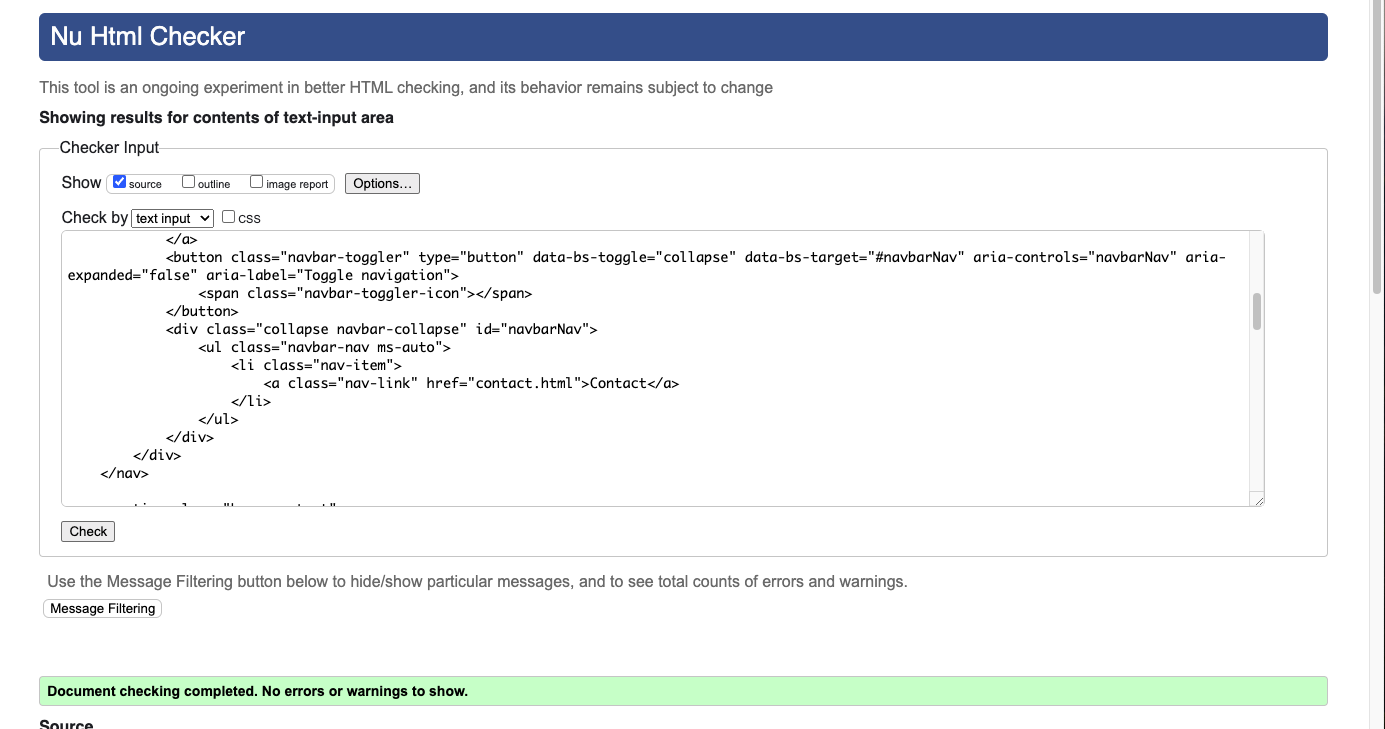 Nu Html Checker
This tool is an ongoing experiment in better HTML checking, and its behavior remains subject to change
Showing results for contents of text-input area
Checker Input
Show source outline image report Options...
Check by text input css
</a>
<button class="navbar-toggler" type="button" data-bs-toggle="collapse" data-bs-target="#navbarNav" aria-controls="navbarNav" aria-
expanded="false" aria-label="Toggle navigation">
<span class="navbar-toggler-icon"></span>
</button>
<div class="collapse navbar-collapse" id="navbarNav">
<ul class="navbar-nav ms-auto">
<li class="nav-item">
<a class="nav-link" href="contact.html">Contact</a>
</li>
</ul>
</div>
</div>
</nav>
Check
Use the Message Filtering button below to hide/show particular messages, and to see total counts of errors and warnings.
Message Filtering
Document checking completed. No errors or warnings to show.
Source